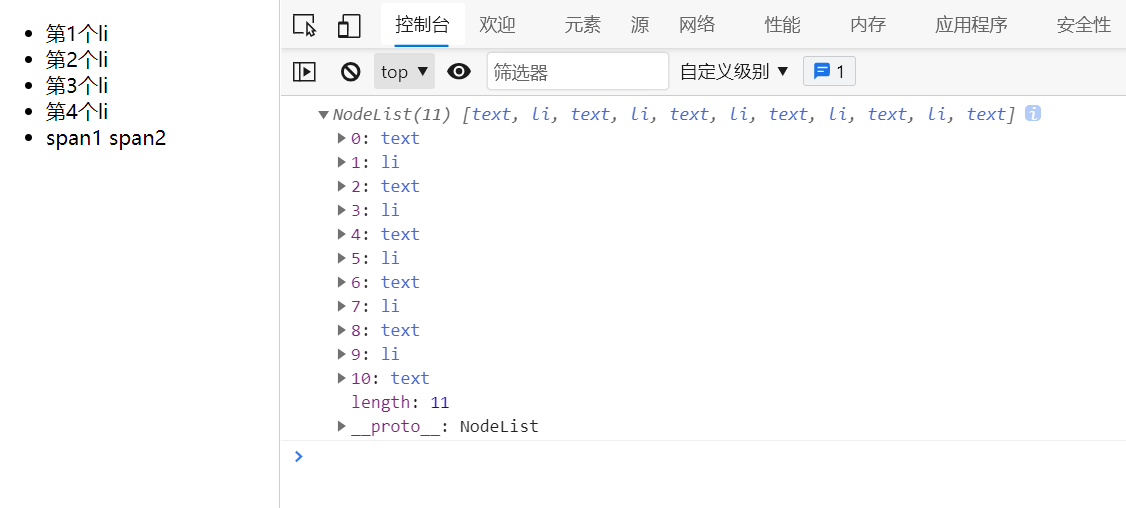 第1个li
第2个li
第3个li
第4个li
span1 span2
控制台 欢迎 元素 源 网络 性能 内存 应用程序 安全性
top ▼ 筛选器 自定义级别 ▼ 1
▼NodeList(11) [text, li, text, li, text, li, text, li, text, li, text] i
▶0: text
▶1: li
▶2: text
▶3: li
▶4: text
▶5: li
▶6: text
▶7: li
▶8: text
▶9: li
▶10: text
length: 11
▶__proto__: NodeList
>